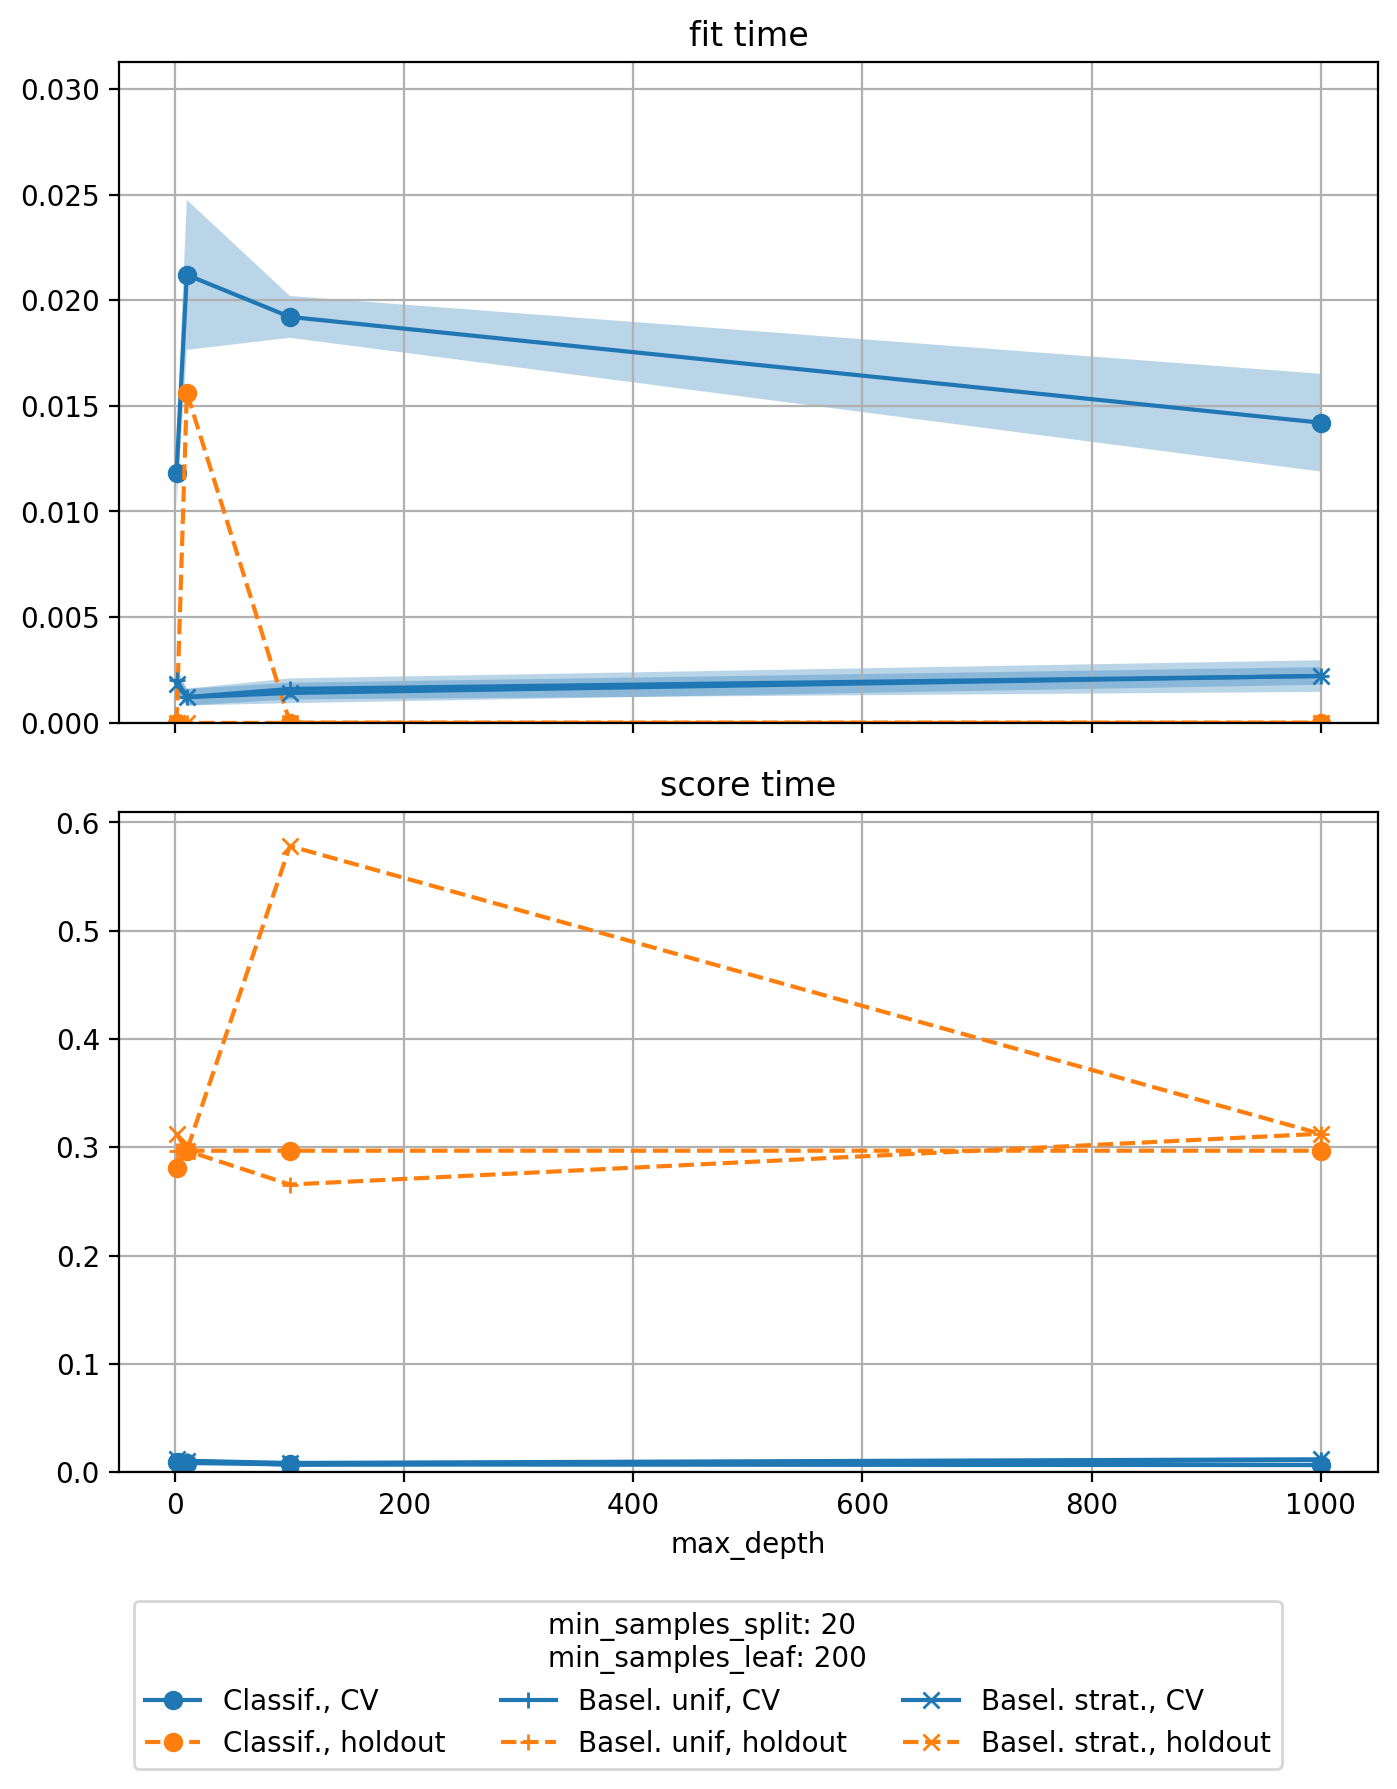 fit time
0.030
0.025
0.020
0.015
0.010
0.005
0.000
score time
0.6
0.5
0.4
0.3
0.2
0.1
0.0
0 200 400 600 800 1000
max_depth
min_samples_split: 20
min_samples_leaf: 200
Classif., CV Basel. unif, CV Basel. strat., CV
Classif., holdout Basel. unif, holdout Basel. strat., holdout